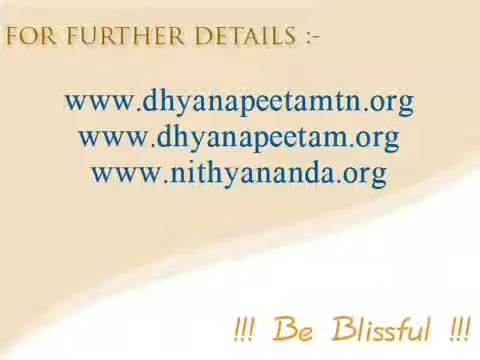 FOR FURTHER DETAILS :-
www.dhyanapeetamtn.org
www.dhyanapeetam.org
www.nithyananda.org
!!! Be Blissful !!!